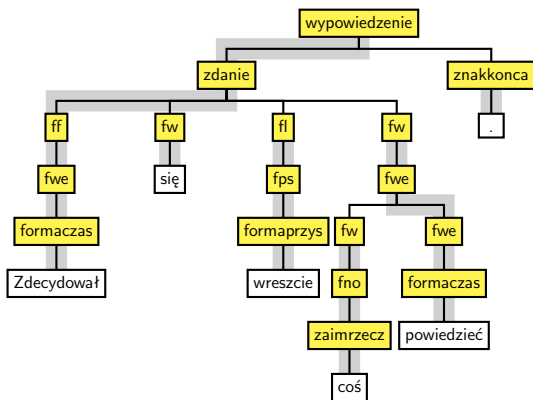 wypowiedzenie
zdanie znakkonca
ff fw fl fw .
fwe się fps fwe
formaczas formaprzys fw fwe
Zdecydował wreszcie fno formaczas
zaimrzecz powiedzieć
coś